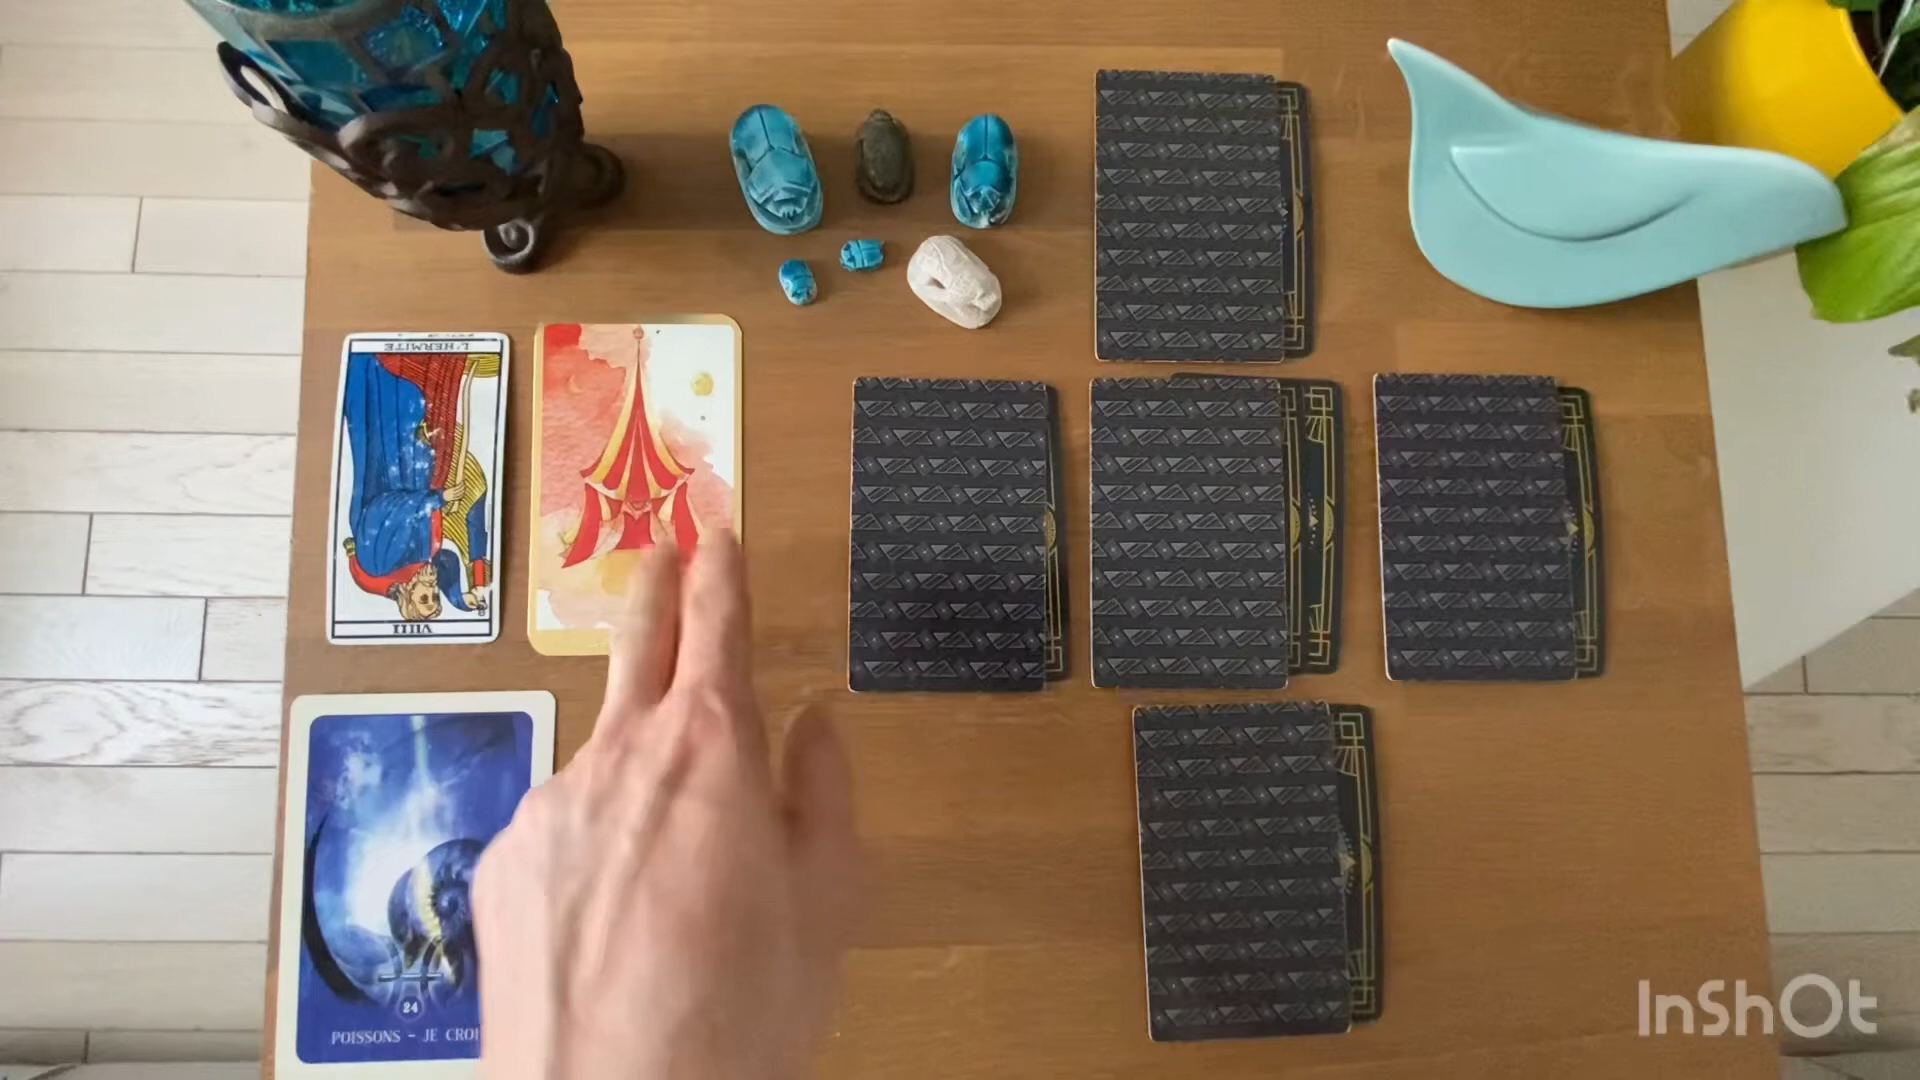 L'HERMITE
VIIII
24
POISSONS - JE CROI
InShOt